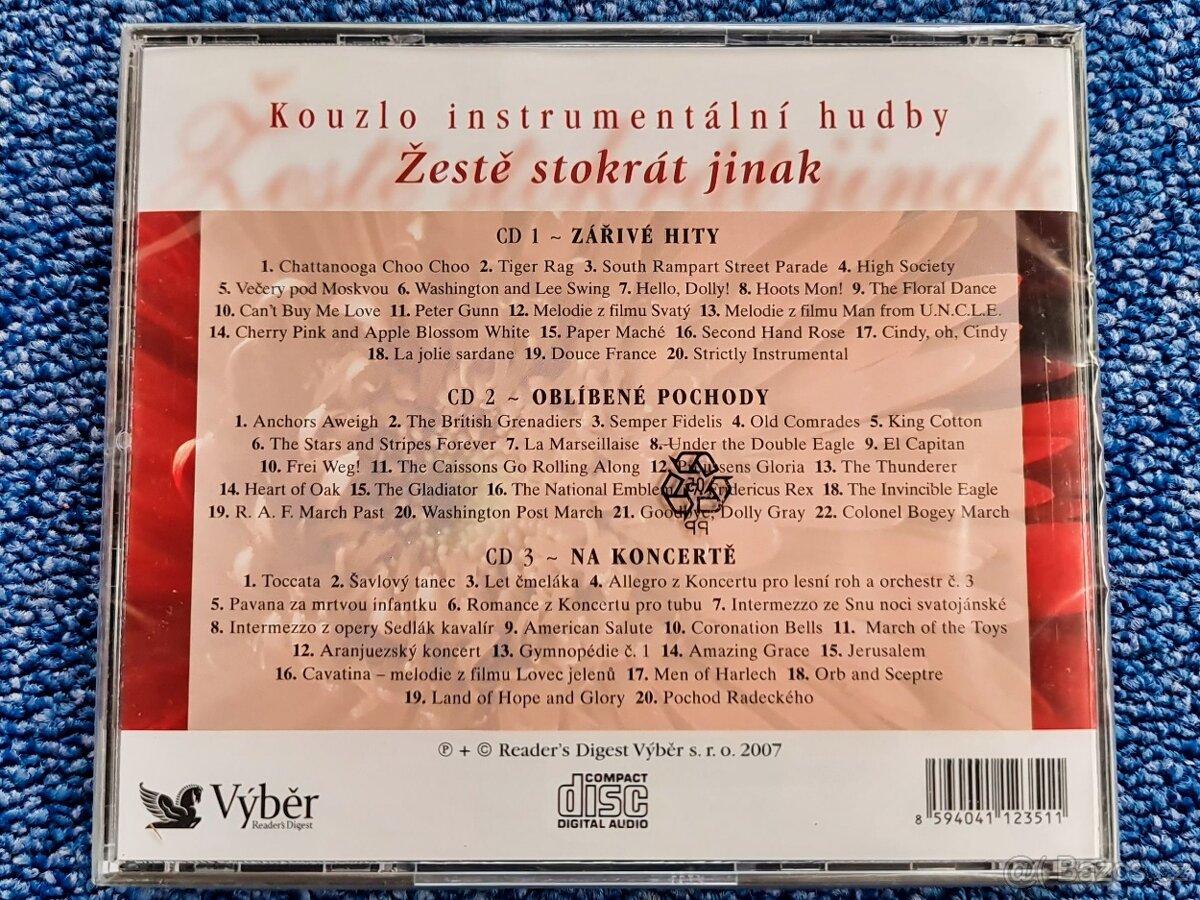 Kouzlo instrumentální hudby
Žestě stokrát jinak
CD 1 ~ ZÁŘIVÉ HITY
1. Chattanooga Choo Choo 2. Tiger Rag 3. South Rampart Street Parade 4. High Society
5. Večery pod Moskvou 6. Washington and Lee Swing 7. Hello, Dolly! 8. Hoots Mon! 9. The Floral Dance
10. Can't Buy Me Love 11. Peter Gunn 12. Melodie z filmu Svatý 13. Melodie z filmu Man from U.N.C.L.E.
14. Cherry Pink and Apple Blossom White 15. Paper Maché 16. Second Hand Rose 17. Cindy, oh, Cindy
18. La jolie sardane 19. Douce France 20. Strictly Instrumental
CD 2 ~ OBLÍBENÉ POCHODY
1. Anchors Aweigh 2. The British Grenadiers 3. Semper Fidelis 4. Old Comrades 5. King Cotton
6. The Stars and Stripes Forever 7. La Marseillaise 8. Under the Double Eagle 9. El Capitan
10. Frei Weg! 11. The Caissons Go Rolling Along 12. Gloria 13. The Thunderer
14. Heart of Oak 15. The Gladiator 16. The National Emblem Rex 18. The Invincible Eagle
19. R. A. F. March Past 20. Washington Post March 21. Goodbye, Dolly Gray 22. Colonel Bogey March
CD 3 ~ NA KONCERTĚ
1. Toccata 2. Šavlový tanec 3. Let čmeláka 4. Allegro z Koncertu pro lesní roh a orchestr č. 3
5. Pavana za mrtvou infantku 6. Romance z Koncertu pro tubu 7. Intermezzo ze Snu noci svatojánské
8. Intermezzo z opery Sedlák kavalír 9. American Salute 10. Coronation Bells 11. March of the Toys
12. Aranjuezský koncert 13. Gymnopédie č. 1 14. Amazing Grace 15. Jerusalem
16. Cavatina – melodie z filmu Lovec jelenů 17. Men of Harlech 18. Orb and Sceptre
19. Land of Hope and Glory 20. Pochod Radeckého
℗ + © Reader's Digest Výběr s. r. o. 2007
Výběr
Reader's Digest
COMPACT
disc
DIGITAL AUDIO
8 594041 123511
Bazos.cz